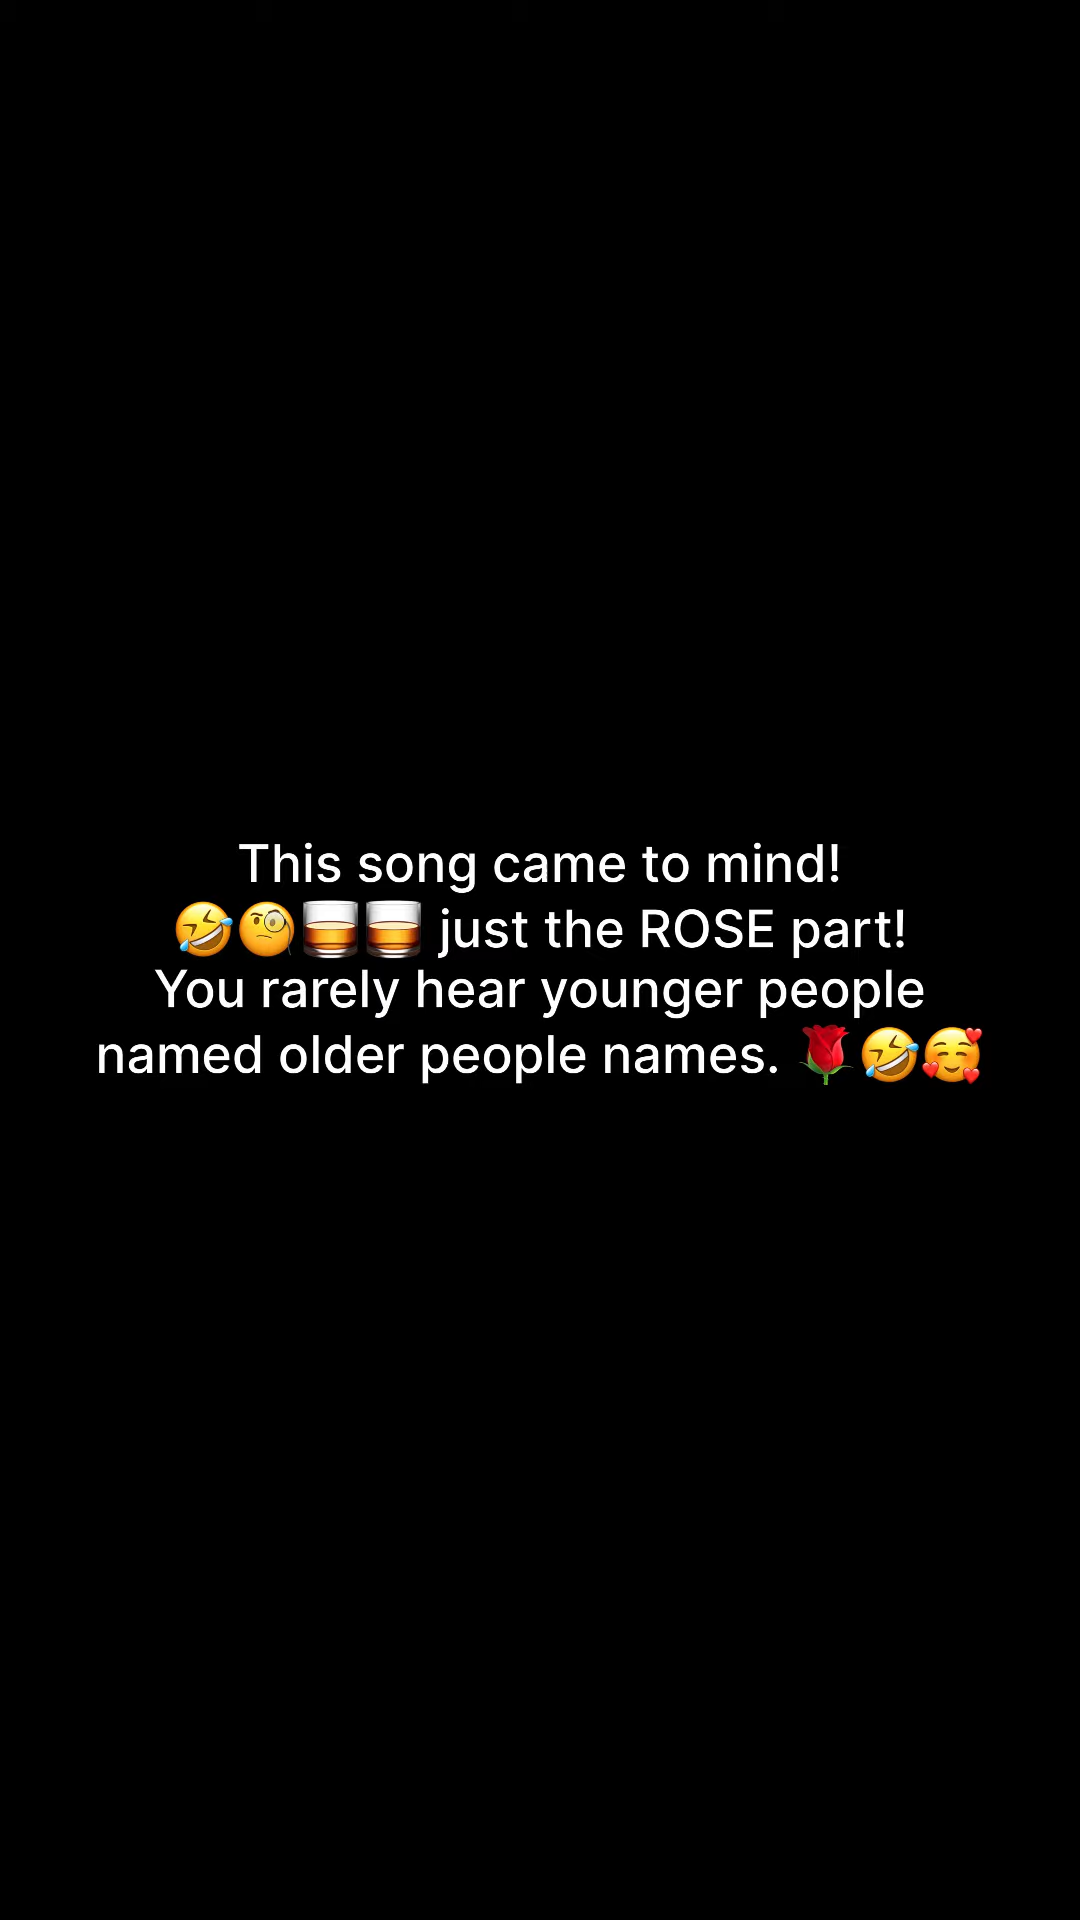 This song came to mind!
🤣🧐🥃🥃 just the ROSE part!
You rarely hear younger people
named older people names. 🌹🤣🥰